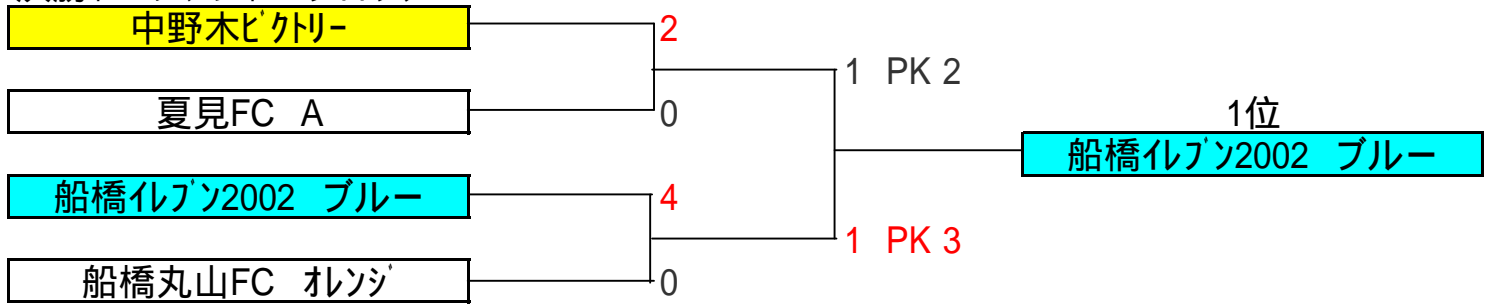 中野木ﾋﾞｸﾄﾘｰ
2
1 PK 2
夏見FC A
0
1位
船橋ｲﾚﾌﾞﾝ2002 ブルー
船橋ｲﾚﾌﾞﾝ2002 ブルー
4
1 PK 3
船橋丸山FC ｵﾚﾝｼﾞ
0